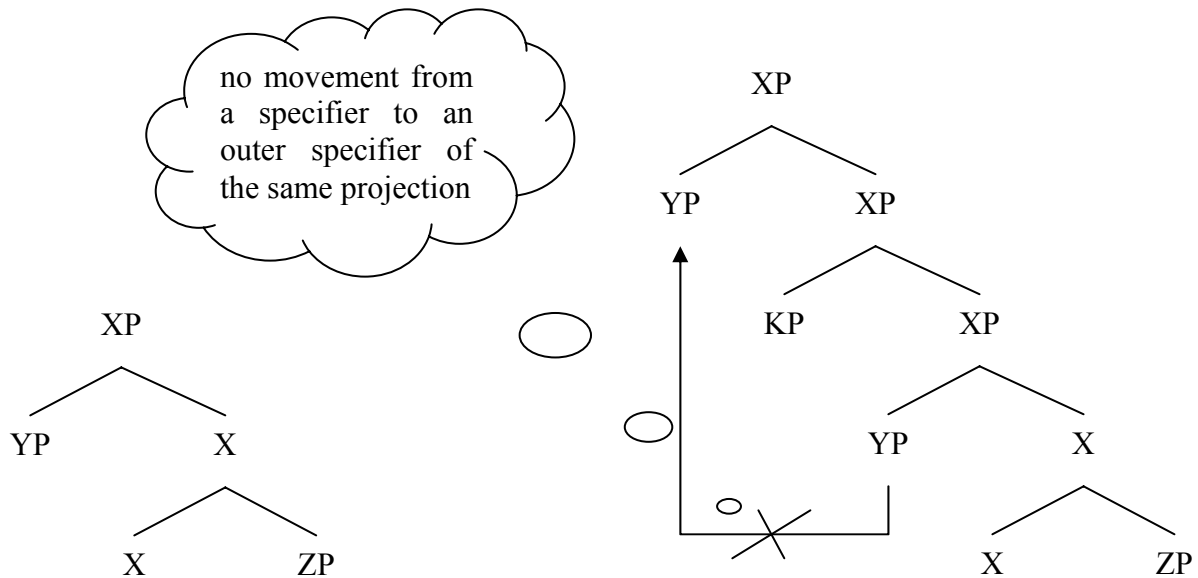 no movement from
a specifier to an
outer specifier of
the same projection
XP
YP X
X ZP
XP
YP XP
KP XP
YP X
X ZP